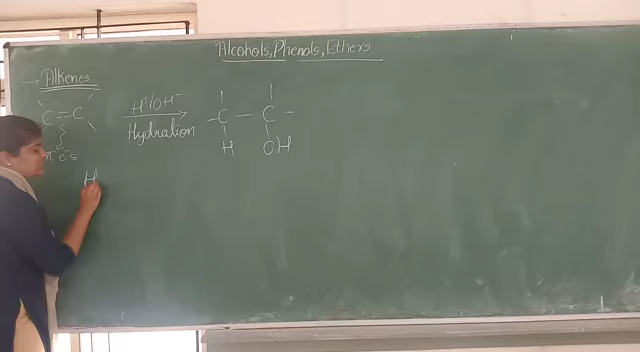 Alcohols, Phenols, Ethers
→ Alkenes
C=C
π e⁻s
H⁺/OH⁻
Hydration
-C-C-
H OH
H